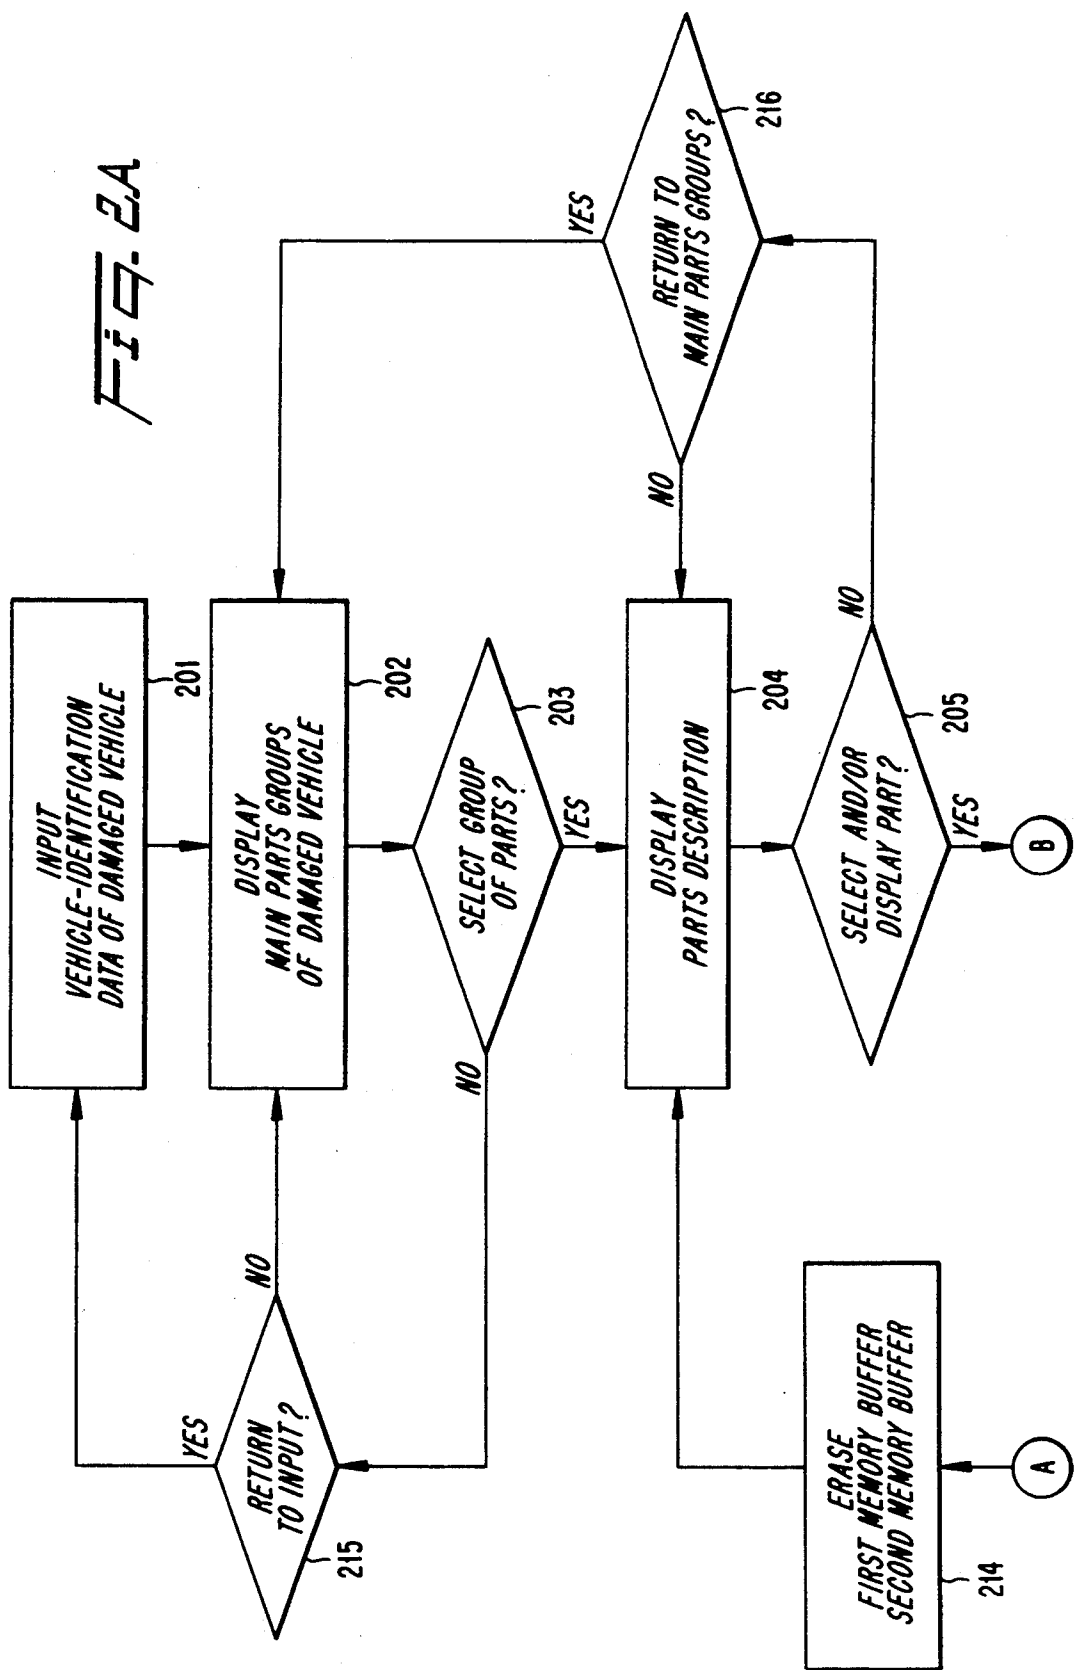 Fig. 2A
INPUT
VEHICLE-IDENTIFICATION
DATA OF DAMAGED VEHICLE
201
DISPLAY
MAIN PARTS GROUPS
OF DAMAGED VEHICLE
202
SELECT GROUP
OF PARTS?
203
YES
NO
RETURN
TO INPUT?
215
YES
NO
DISPLAY
PARTS DESCRIPTION
204
SELECT AND/OR
DISPLAY PART?
205
YES
NO
RETURN TO
MAIN PARTS GROUPS?
216
YES
NO
ERASE
FIRST MEMORY BUFFER
SECOND MEMORY BUFFER
214
A
B